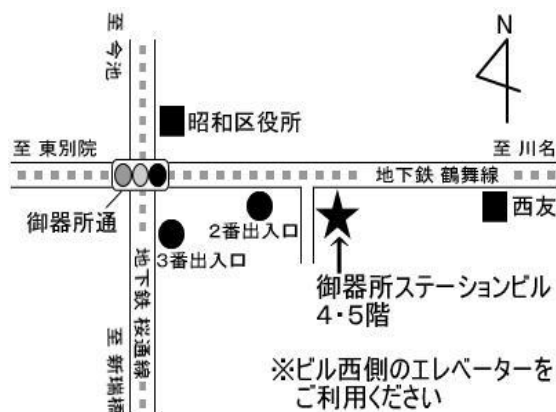 至 今池
N
昭和区役所
至 東別院
至 川名
地下鉄 鶴舞線
御器所通
2番出入口
西友
3番出入口
地下鉄 桜通線
御器所ステーションビル
4・5階
至 新瑞橋
※ビル西側のエレベーターを
ご利用ください